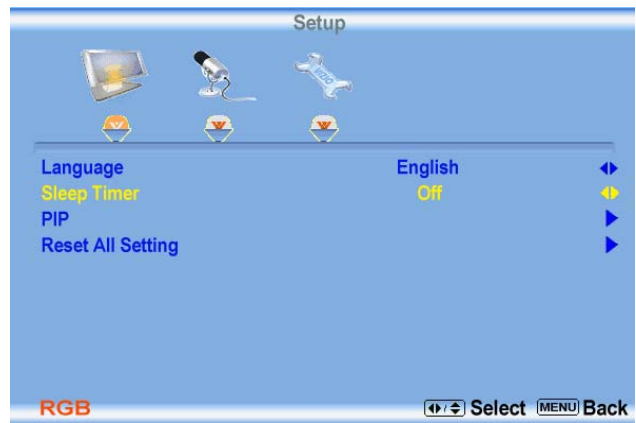 Setup
Language English
Sleep Timer Off
PIP
Reset All Setting
RGB Select MENU Back